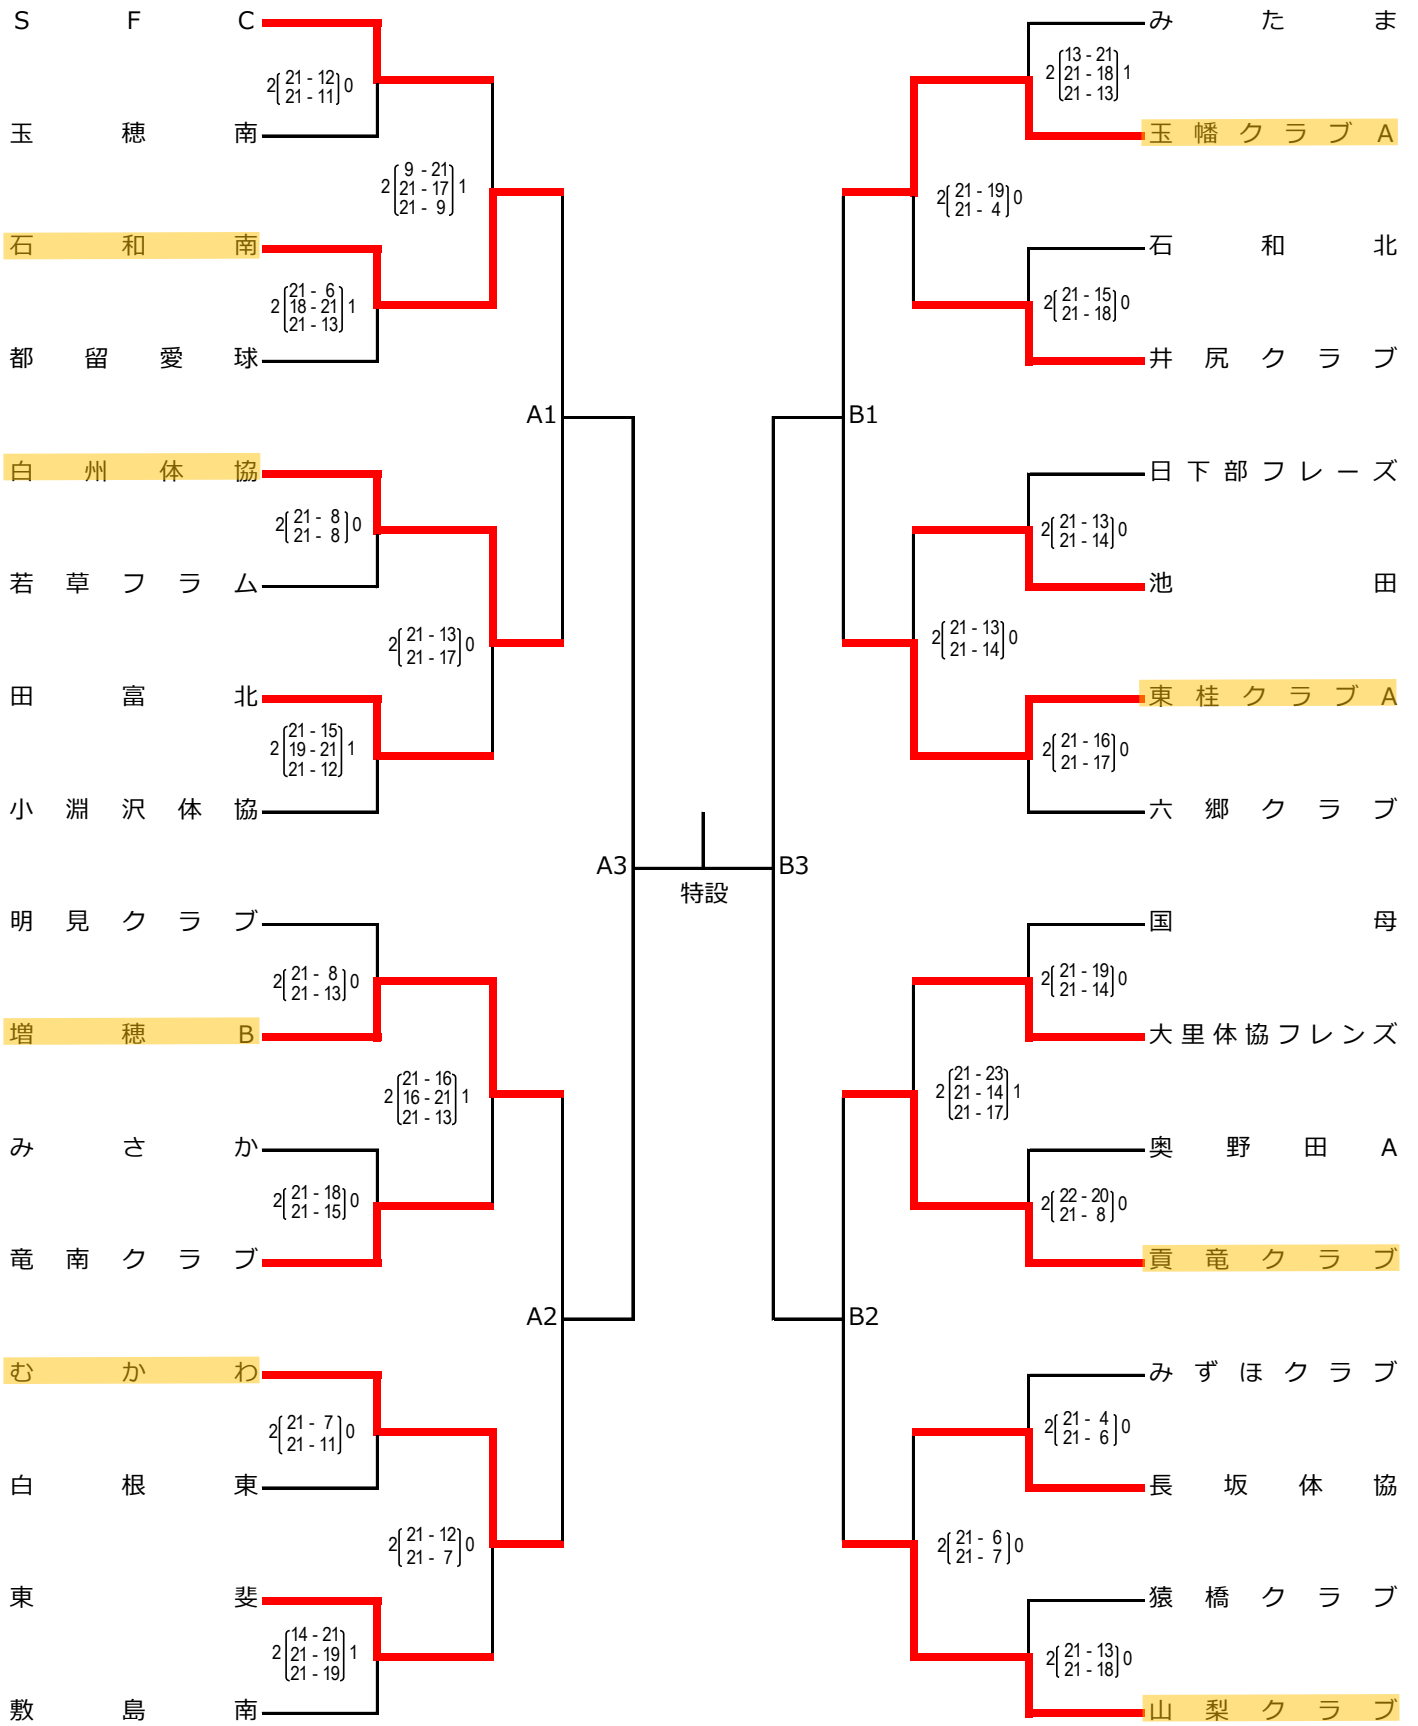 S F C
2 21 - 12 0
21 - 11
玉穂南
2 9 - 21 1
21 - 17
21 - 9
石和南
2 21 - 6 1
18 - 21
21 - 13
都留愛球
A1
白州体協
2 21 - 8 0
21 - 8
若草フラム
2 21 - 13 0
21 - 17
田富北
2 21 - 15 1
19 - 21
21 - 12
小淵沢体協
A3
特設
明見クラブ
2 21 - 8 0
21 - 13
増穂B
2 21 - 16 1
16 - 21
21 - 13
みさか
2 21 - 18 0
21 - 15
竜南クラブ
A2
むかわ
2 21 - 7 0
21 - 11
白根東
2 21 - 12 0
21 - 7
東斐
2 14 - 21 1
21 - 19
21 - 19
敷島南
みたま
2 13 - 21 1
21 - 18
21 - 13
玉幡クラブA
2 21 - 19 0
21 - 4
石和北
2 21 - 15 0
21 - 18
井尻クラブ
B1
日下部フレーズ
2 21 - 13 0
21 - 14
池田
2 21 - 13 0
21 - 14
東桂クラブA
2 21 - 16 0
21 - 17
六郷クラブ
B3
国母
2 21 - 19 0
21 - 14
大里体協フレンズ
2 21 - 23 1
21 - 14
21 - 17
奥野田A
2 22 - 20 0
21 - 8
貢竜クラブ
B2
みずほクラブ
2 21 - 4 0
21 - 6
長坂体協
2 21 - 6 0
21 - 7
猿橋クラブ
2 21 - 13 0
21 - 18
山梨クラブ